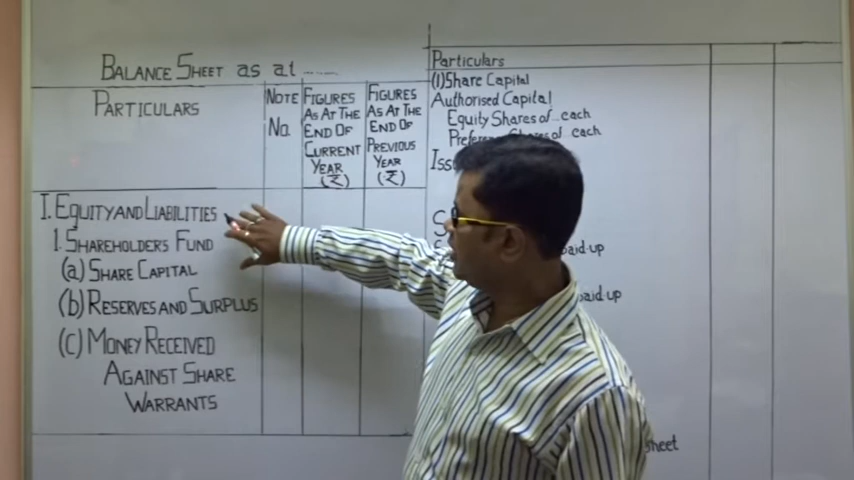 BALANCE SHEET as at ........
PARTICULARS
NOTE
NO.
FIGURES
AS AT THE
END OF
CURRENT
YEAR
(₹)
FIGURES
AS AT THE
END OF
PREVIOUS
YEAR
(₹)
I. EQUITY AND LIABILITIES
1. SHAREHOLDERS FUND
(a) SHARE CAPITAL
(b) RESERVES AND SURPLUS
(c) MONEY RECEIVED
AGAINST SHARE
WARRANTS
Particulars
(1) Share Capital
Authorised Capital
Equity Shares of... each
Shares of ... each
paid-up
paid up